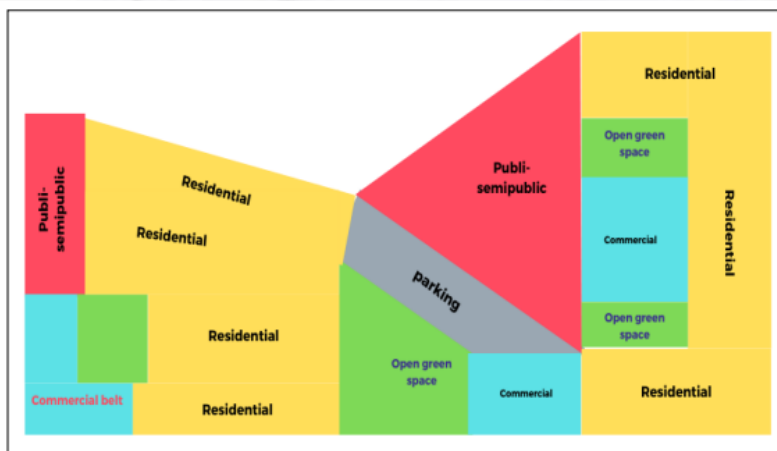 Residential
Open green
space
Publi-
semipublic
Residential
Publi-
semipublic
Residential
Residential
Commercial
parking
Open green
space
Residential
Open green
space
Commercial belt
Residential
Commercial
Residential